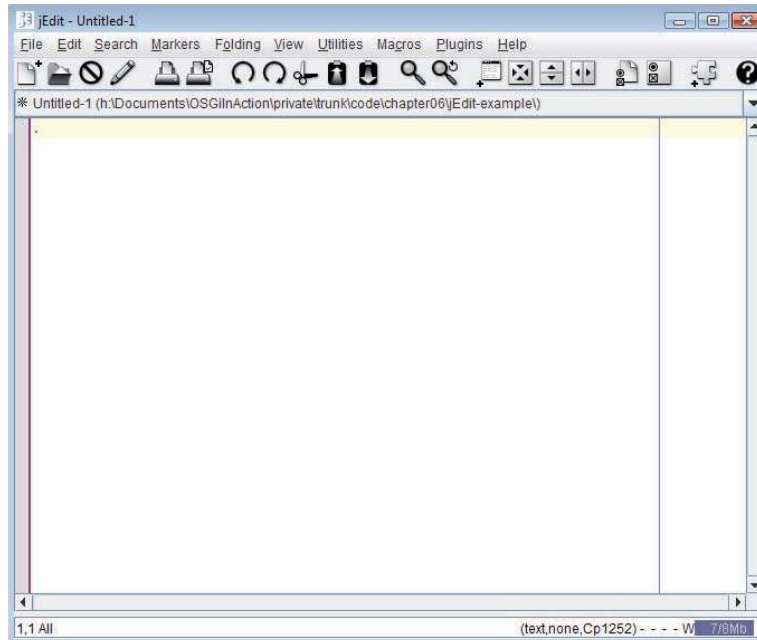 jEdit - Untitled-1
File Edit Search Markers Folding View Utilities Macros Plugins Help
Untitled-1 (h:\Documents\OSGiInAction\private\trunk\code\chapter06\jEdit-example\)
1,1 All (text,none,Cp1252) - - - - W 7/8Mb